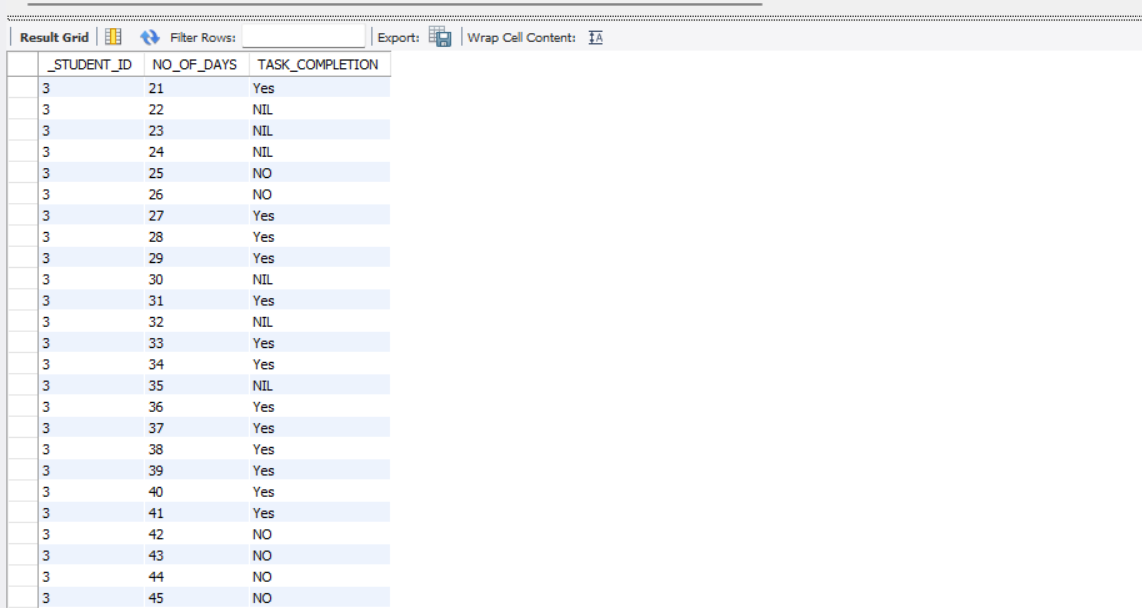 Result Grid Filter Rows: Export: Wrap Cell Content: IA
_STUDENT_ID NO_OF_DAYS TASK_COMPLETION
3 21 Yes
3 22 NIL
3 23 NIL
3 24 NIL
3 25 NO
3 26 NO
3 27 Yes
3 28 Yes
3 29 Yes
3 30 NIL
3 31 Yes
3 32 NIL
3 33 Yes
3 34 Yes
3 35 NIL
3 36 Yes
3 37 Yes
3 38 Yes
3 39 Yes
3 40 Yes
3 41 Yes
3 42 NO
3 43 NO
3 44 NO
3 45 NO